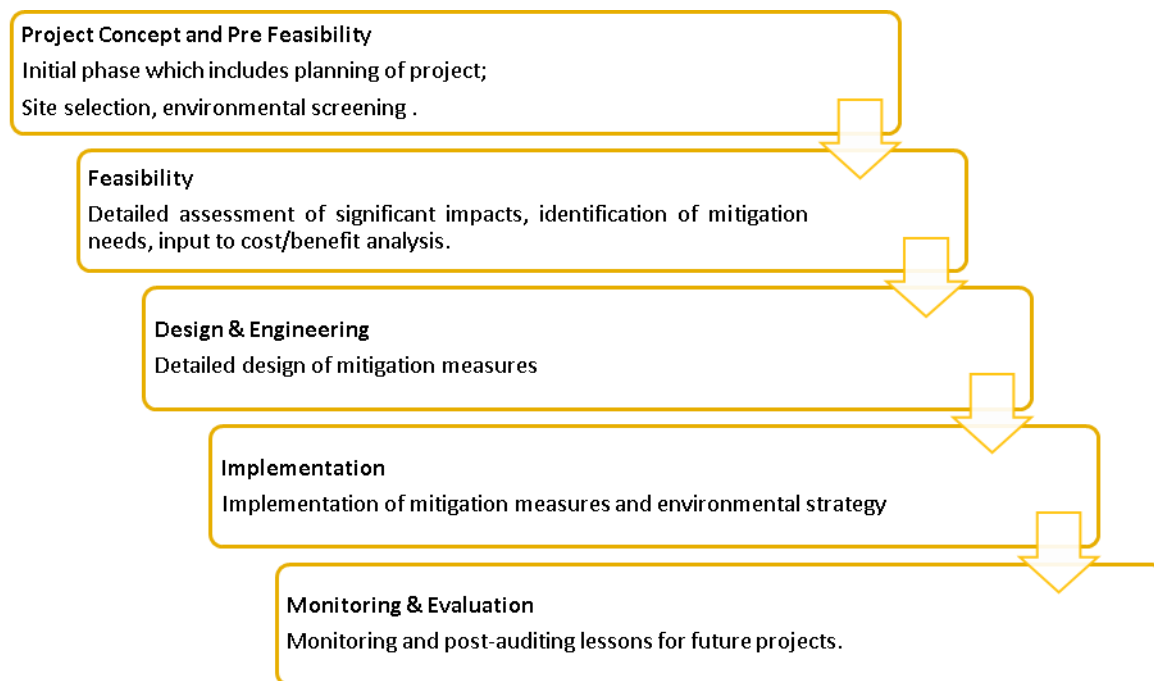 Project Concept and Pre Feasibility
Initial phase which includes planning of project;
Site selection, environmental screening .
Feasibility
Detailed assessment of significant impacts, identification of mitigation
needs, input to cost/benefit analysis.
Design & Engineering
Detailed design of mitigation measures
Implementation
Implementation of mitigation measures and environmental strategy
Monitoring & Evaluation
Monitoring and post-auditing lessons for future projects.